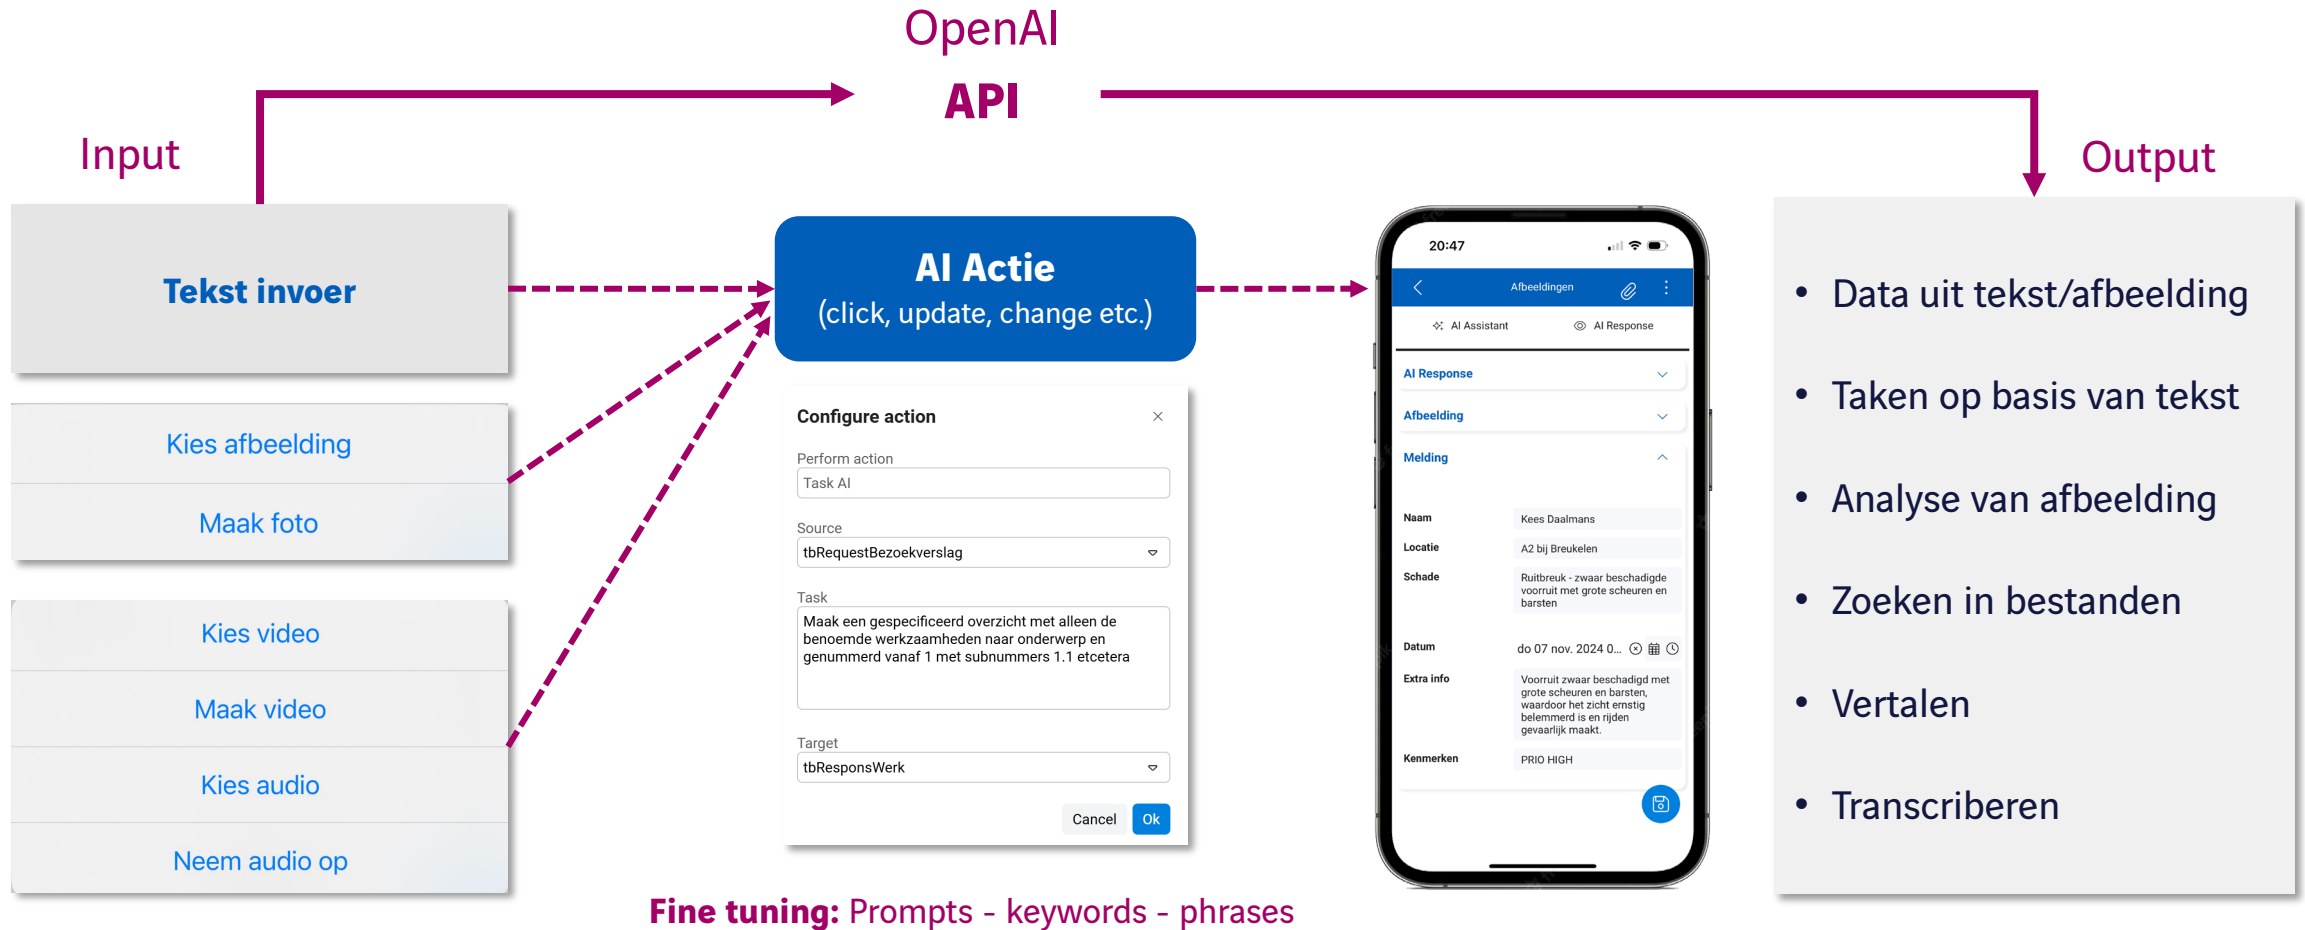 OpenAI
API
Input
Output
Tekst invoer
Kies afbeelding
Maak foto
Kies video
Maak video
Kies audio
Neem audio op
AI Actie
(click, update, change etc.)
Configure action
Perform action
Task AI
Source
tbRequestBezoekverslag
Task
Maak een gespecificeerd overzicht met alleen de
benoemde werkzaamheden naar onderwerp en
genummerd vanaf 1 met subnummers 1.1 etcetera
Target
tbResponsWerk
Cancel
Ok
Fine tuning: Prompts - keywords - phrases
20:47
Afbeeldingen
AI Assistant
AI Response
AI Response
Afbeelding
Melding
Naam
Kees Daalmans
Locatie
A2 bij Breukelen
Schade
Ruitbreuk - zwaar beschadigde
voorruit met grote scheuren en
barsten
Datum
do 07 nov. 2024 0...
Extra info
Voorruit zwaar beschadigd met
grote scheuren en barsten,
waardoor het zicht ernstig
belemmerd is en rijden
gevaarlijk maakt.
Kenmerken
PRIO HIGH
• Data uit tekst/afbeelding
• Taken op basis van tekst
• Analyse van afbeelding
• Zoeken in bestanden
• Vertalen
• Transcriberen